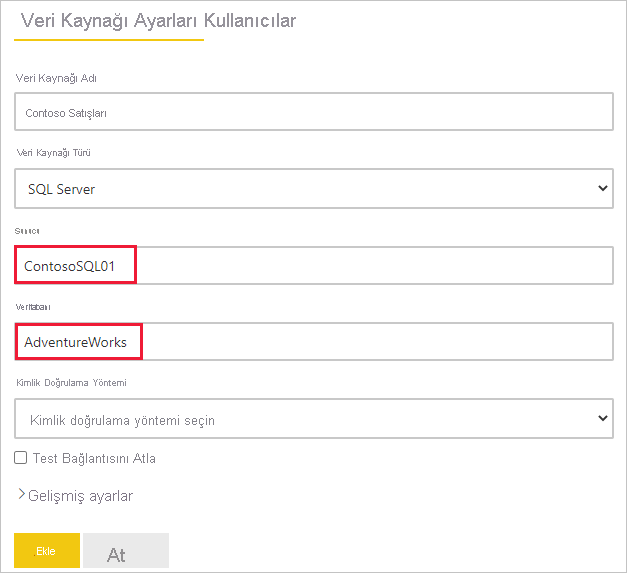 Veri Kaynağı Ayarları Kullanıcılar
Veri Kaynağı Adı
Contoso Satışları
Veri Kaynağı Türü
SQL Server
Sunucu
ContosoSQL01
Veritabanı
AdventureWorks
Kimlik Doğrulama Yöntemi
Kimlik doğrulama yöntemi seçin
Test Bağlantısını Atla
Gelişmiş ayarlar
Ekle
At